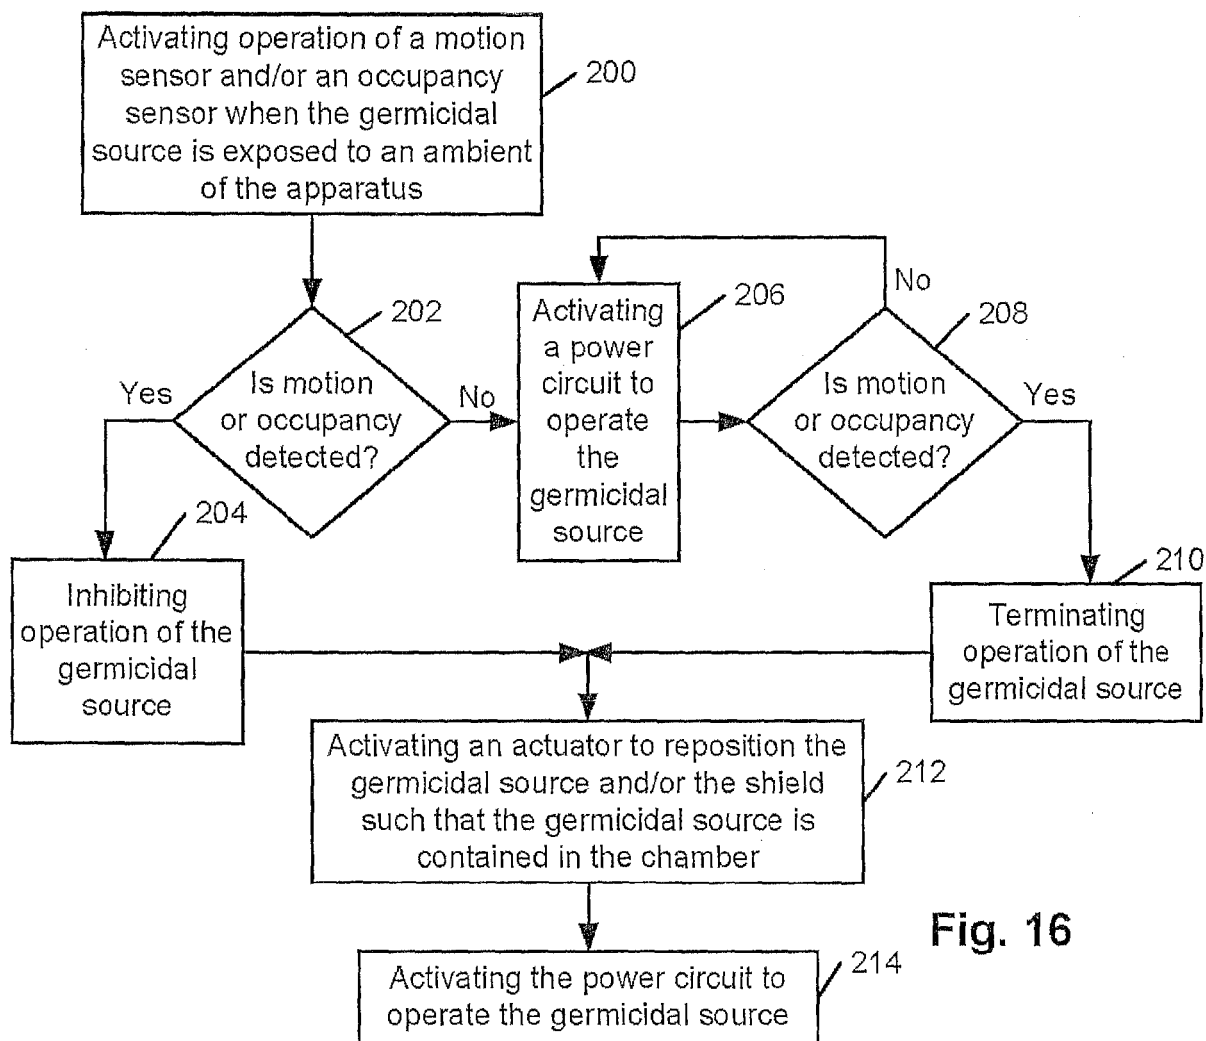 Activating operation of a motion
sensor and/or an occupancy
sensor when the germicidal
source is exposed to an ambient
of the apparatus
200
202
Is motion
or occupancy
detected?
Yes
No
204
Inhibiting
operation of the
germicidal
source
206
Activating
a power
circuit to
operate
the
germicidal
source
208
Is motion
or occupancy
detected?
No
Yes
210
Terminating
operation of the
germicidal source
212
Activating an actuator to reposition the
germicidal source and/or the shield
such that the germicidal source is
contained in the chamber
214
Activating the power circuit to
operate the germicidal source
Fig. 16